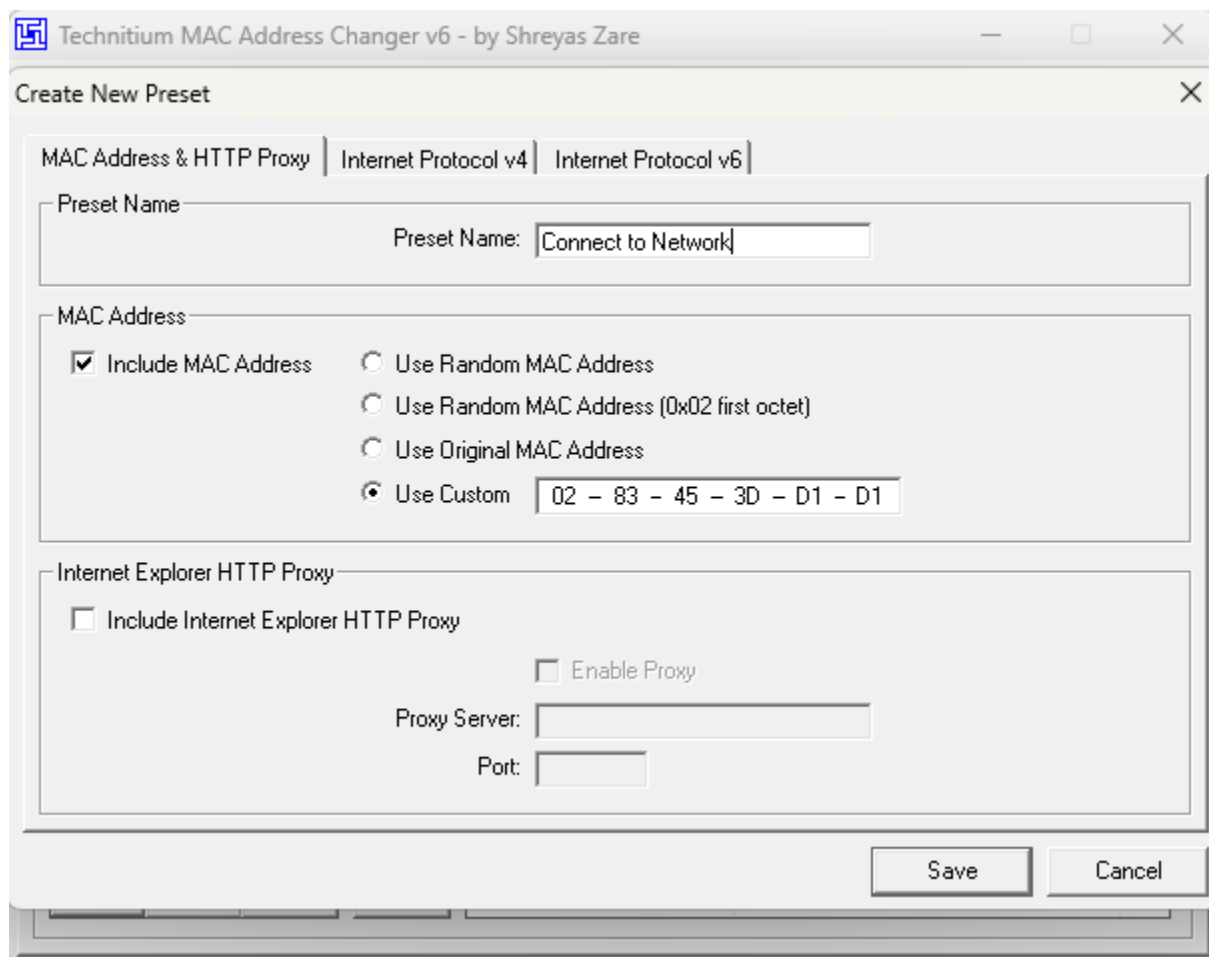 Technitium MAC Address Changer v6 - by Shreyas Zare
Create New Preset
MAC Address & HTTP Proxy Internet Protocol v4 Internet Protocol v6
Preset Name
Preset Name: Connect to Network
MAC Address
Include MAC Address Use Random MAC Address
Use Random MAC Address (0x02 first octet)
Use Original MAC Address
Use Custom 02 – 83 – 45 – 3D – D1 – D1
Internet Explorer HTTP Proxy
Include Internet Explorer HTTP Proxy
Enable Proxy
Proxy Server:
Port:
Save Cancel